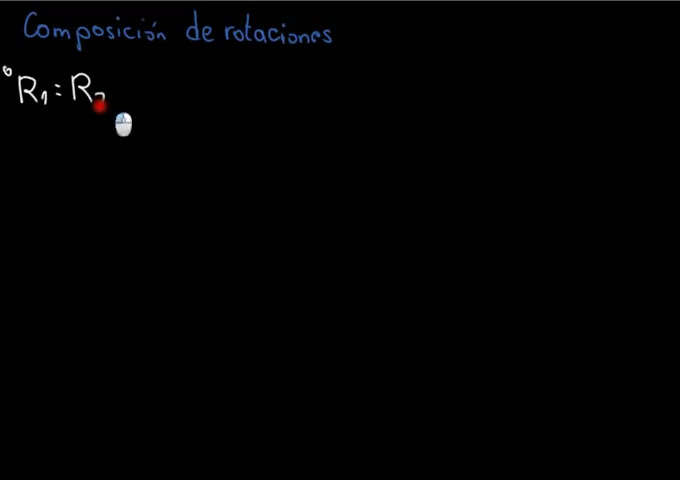 Composición de rotaciones
⁰R₁ = R